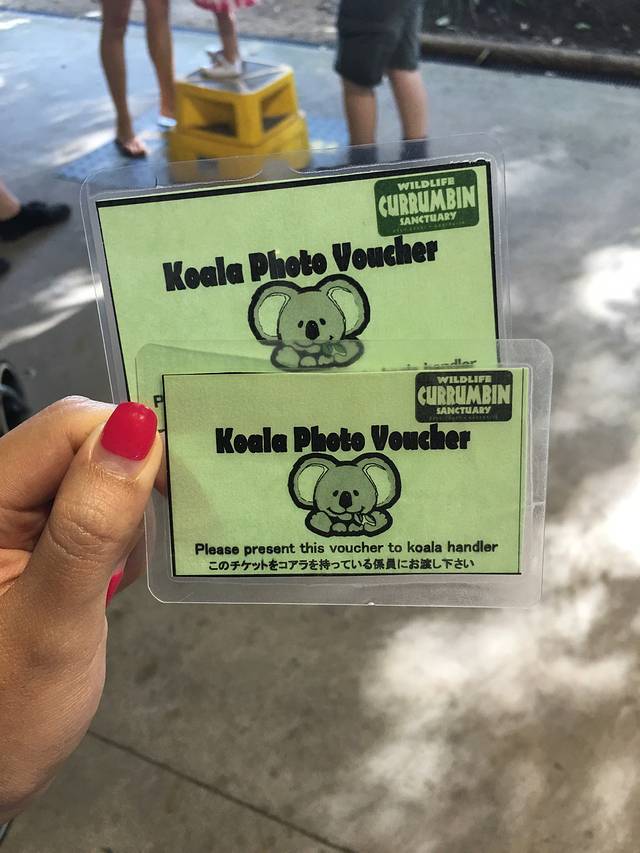 WILDLIFE
CURRUMBIN
SANCTUARY
Koala Photo Voucher
WILDLIFE
CURRUMBIN
SANCTUARY
Koala Photo Voucher
Please present this voucher to koala handler
このチケットをコアラを持っている係員にお渡し下さい